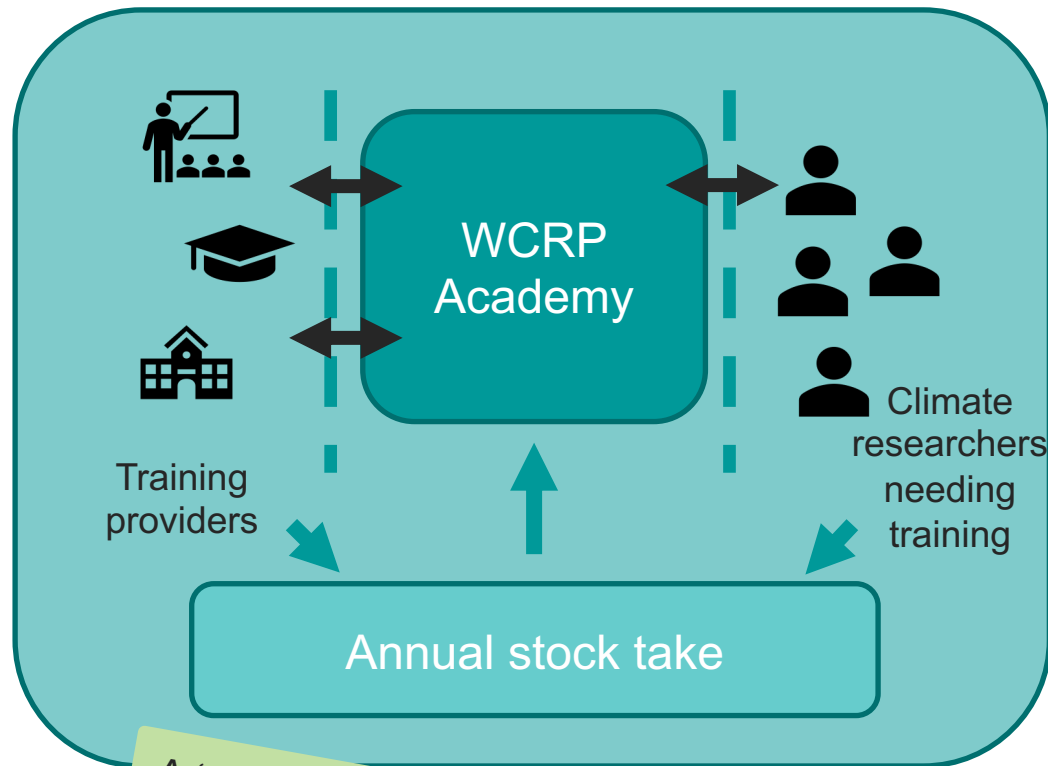 WCRP
Academy
Training
providers
Climate
researchers
needing
training
Annual stock take